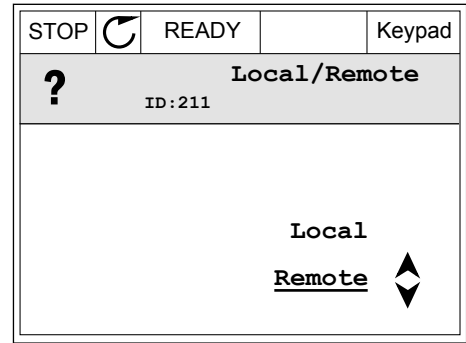 STOP READY Keypad
? Local/Remote
ID:211
Local
Remote